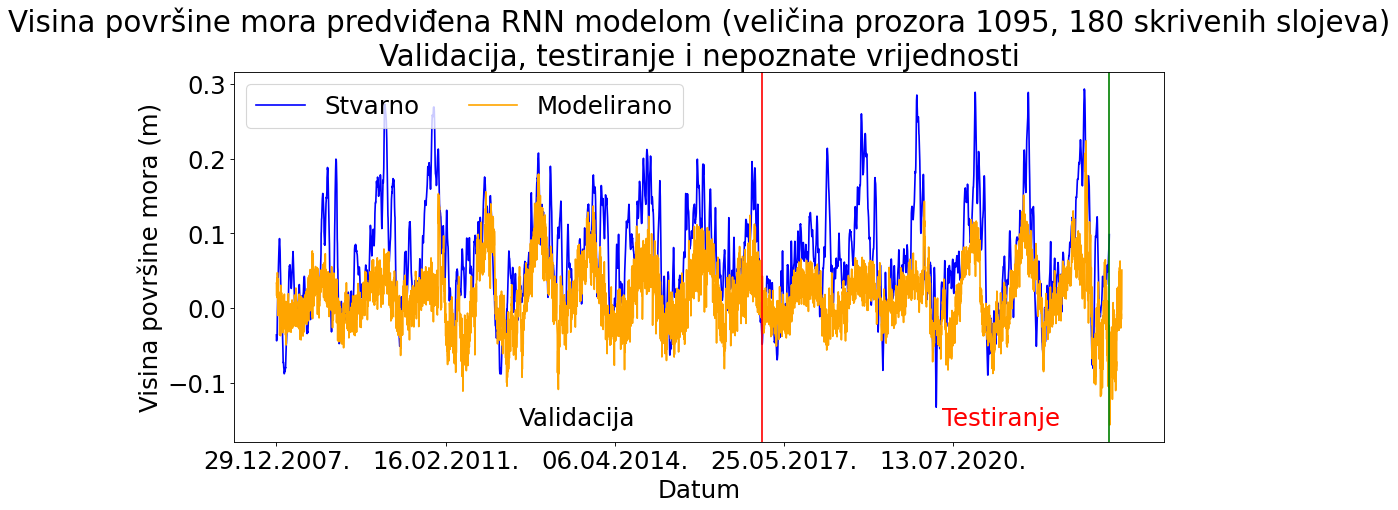 Visina površine mora predviđena RNN modelom (veličina prozora 1095, 180 skrivenih slojeva)
Validacija, testiranje i nepoznate vrijednosti
Stvarno Modelirano
Visina površine mora (m)
0.3
0.2
0.1
0.0
−0.1
Validacija
Testiranje
29.12.2007. 16.02.2011. 06.04.2014. 25.05.2017. 13.07.2020.
Datum